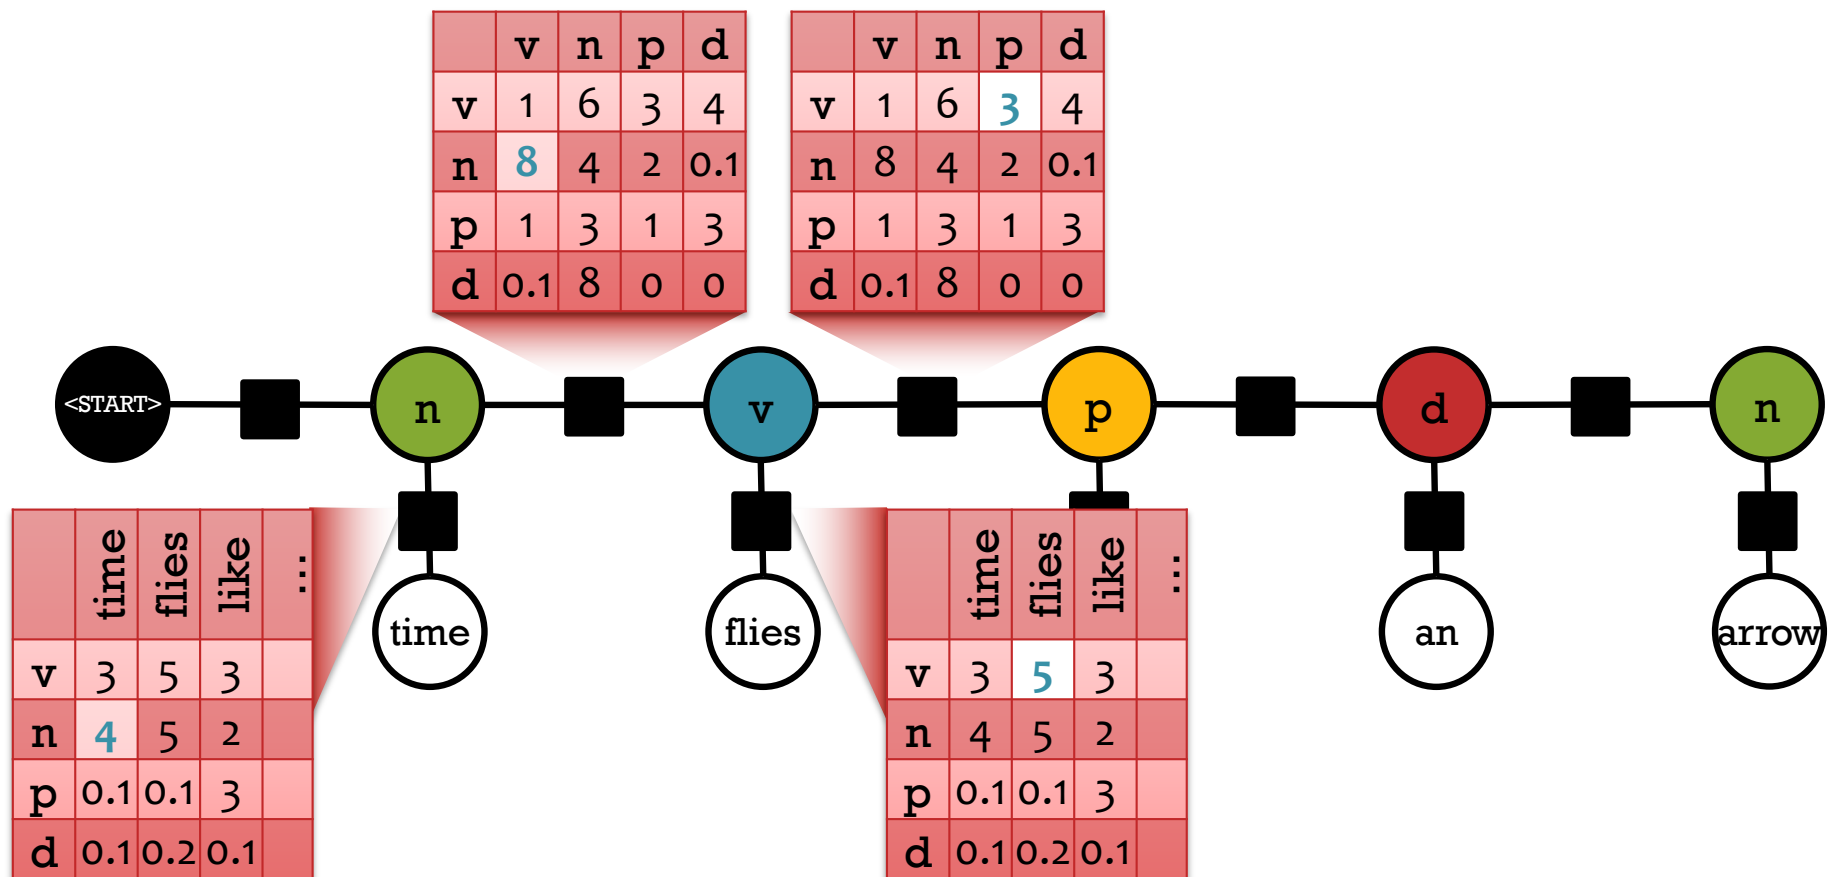 v n p d
v 1 6 3 4
n 8 4 2 0.1
p 1 3 1 3
d 0.1 8 0 0
v n p d
v 1 6 3 4
n 8 4 2 0.1
p 1 3 1 3
d 0.1 8 0 0
<START> n v p d n
time flies an arrow
time flies like ...
v 3 5 3
n 4 5 2
p 0.1 0.1 3
d 0.1 0.2 0.1
time flies like ...
v 3 5 3
n 4 5 2
p 0.1 0.1 3
d 0.1 0.2 0.1